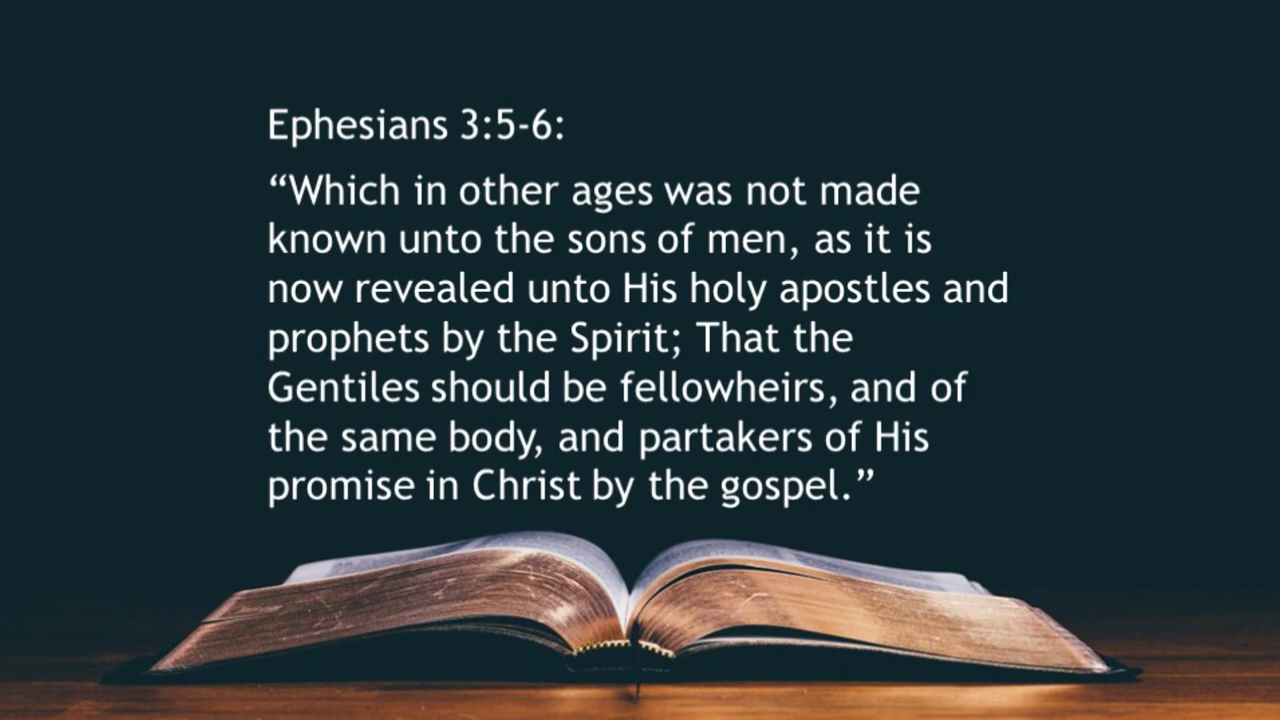 Ephesians 3:5-6:
“Which in other ages was not made
known unto the sons of men, as it is
now revealed unto His holy apostles and
prophets by the Spirit; That the
Gentiles should be fellowheirs, and of
the same body, and partakers of His
promise in Christ by the gospel.”